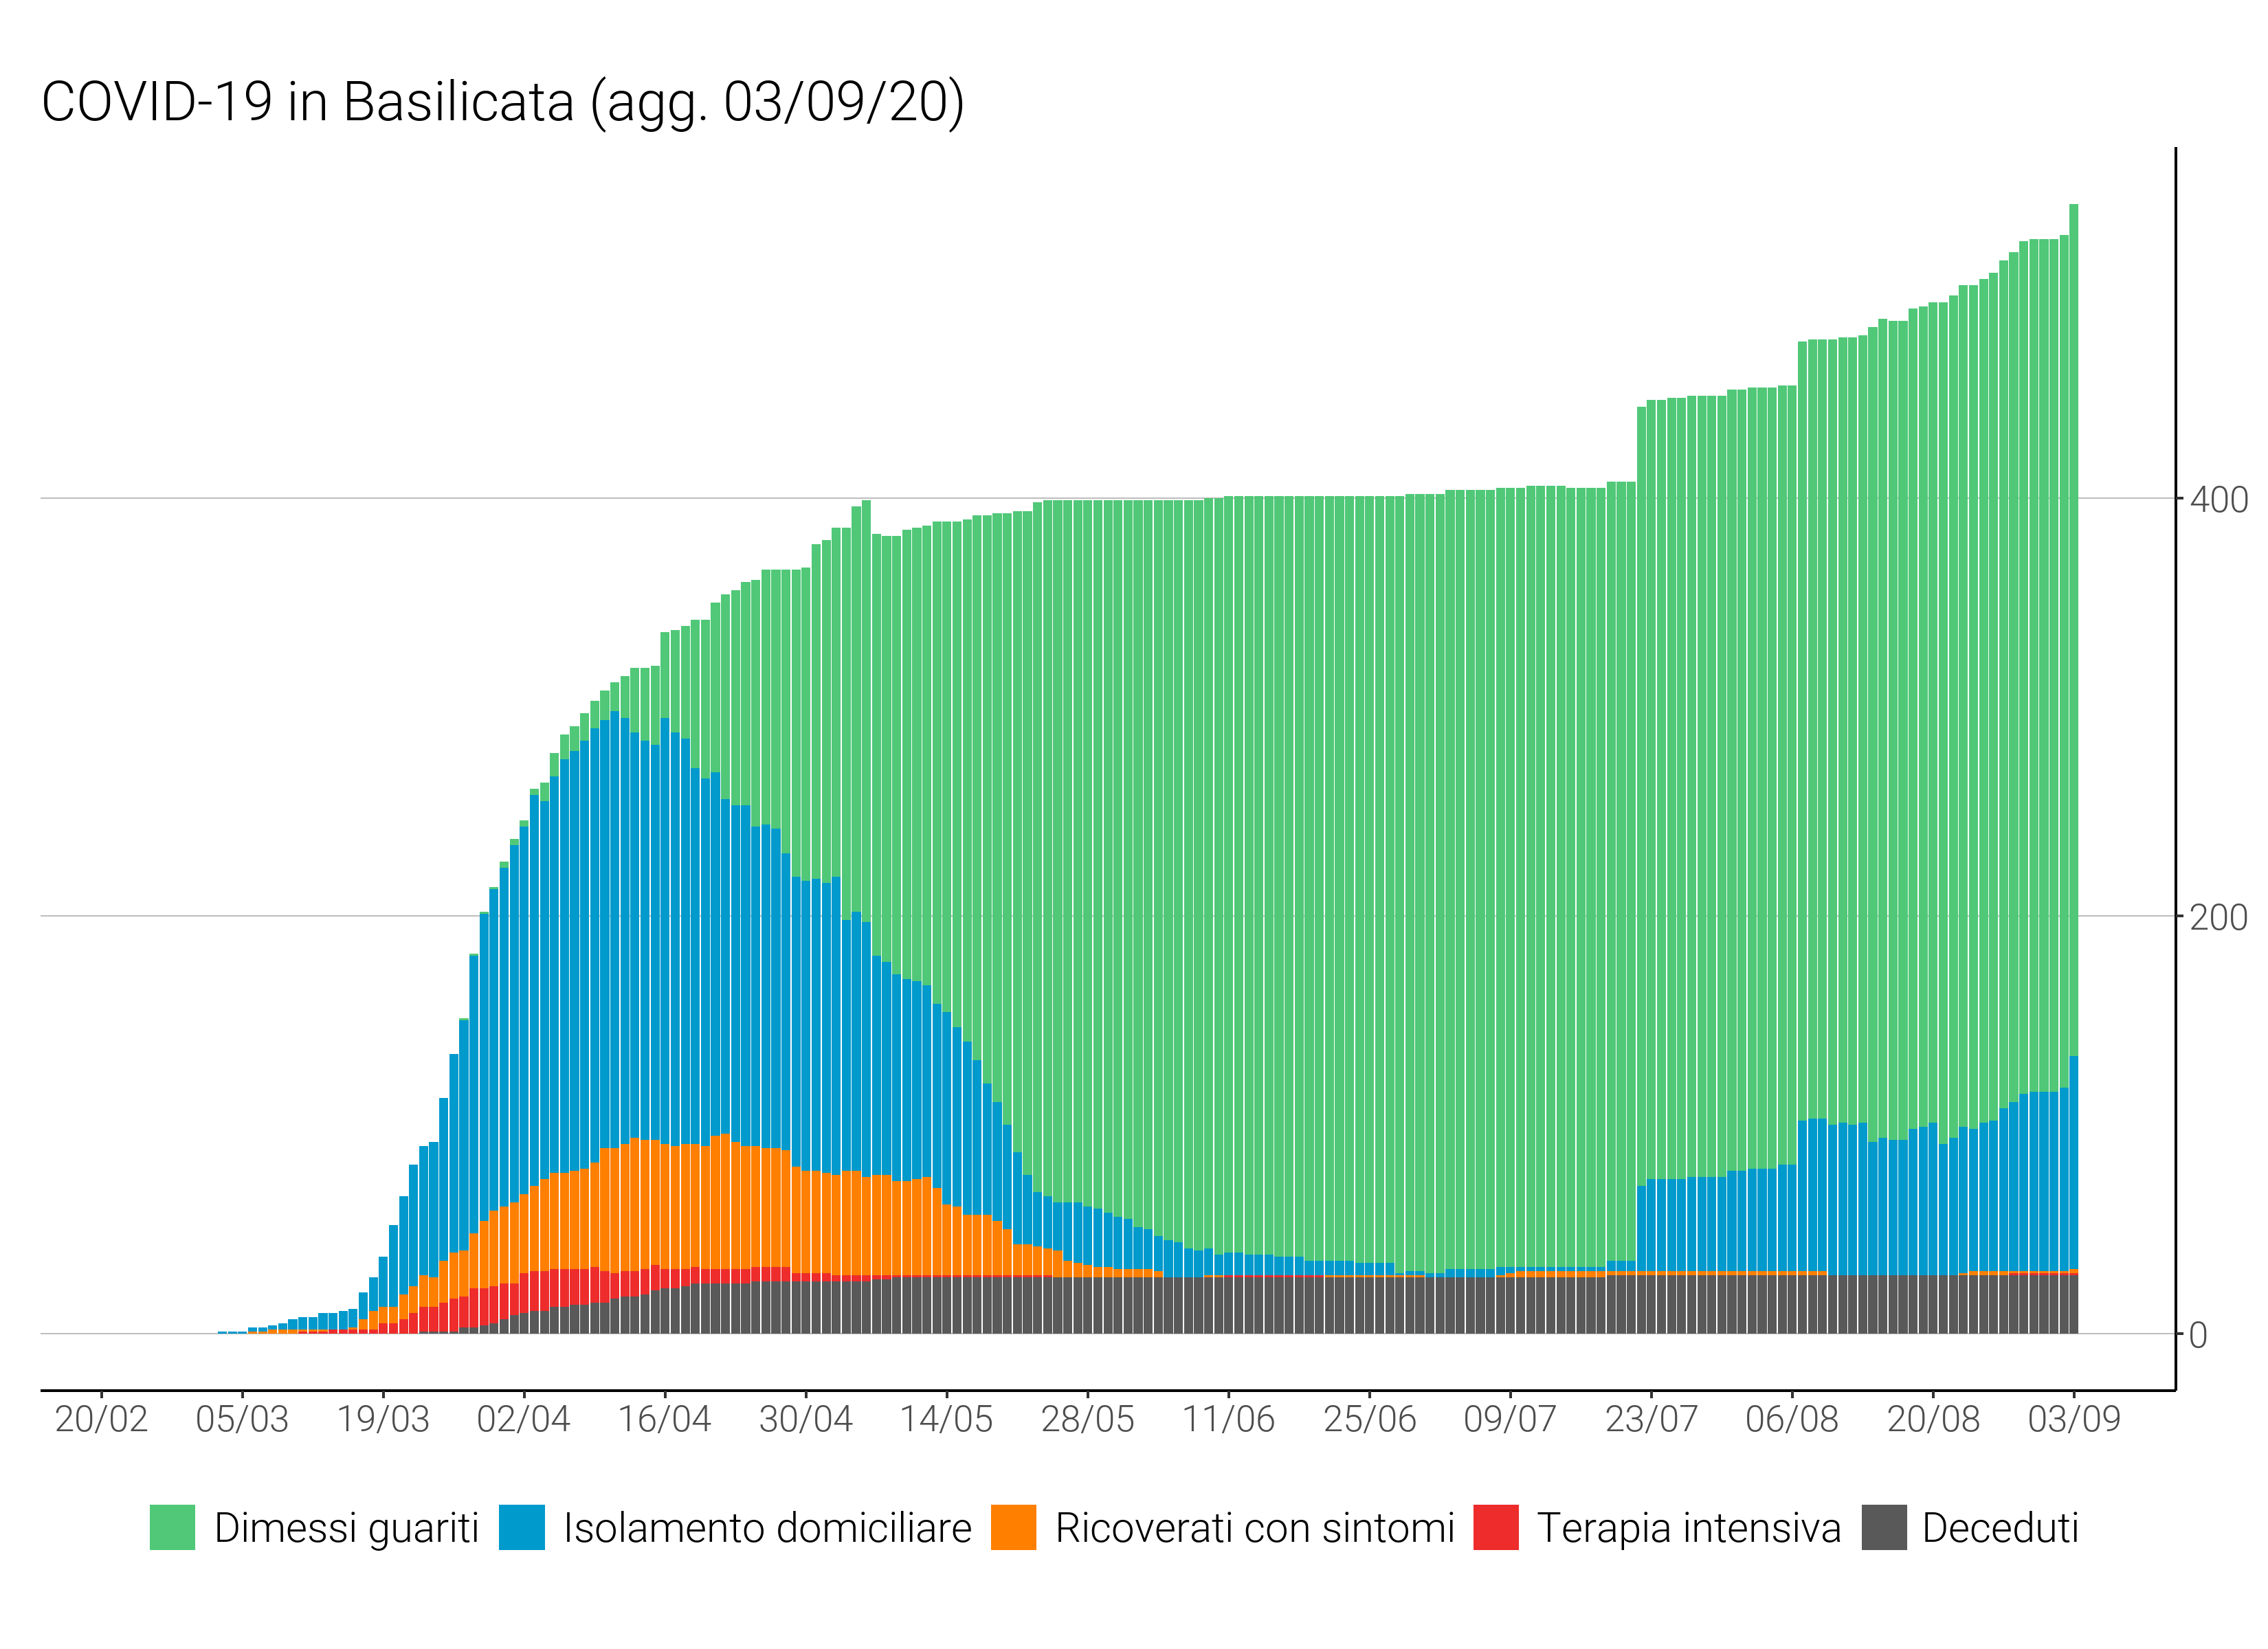 COVID-19 in Basilicata (agg. 03/09/20)
400
200
0
20/02 05/03 19/03 02/04 16/04 30/04 14/05 28/05 11/06 25/06 09/07 23/07 06/08 20/08 03/09
Dimessi guariti Isolamento domiciliare Ricoverati con sintomi Terapia intensiva Deceduti